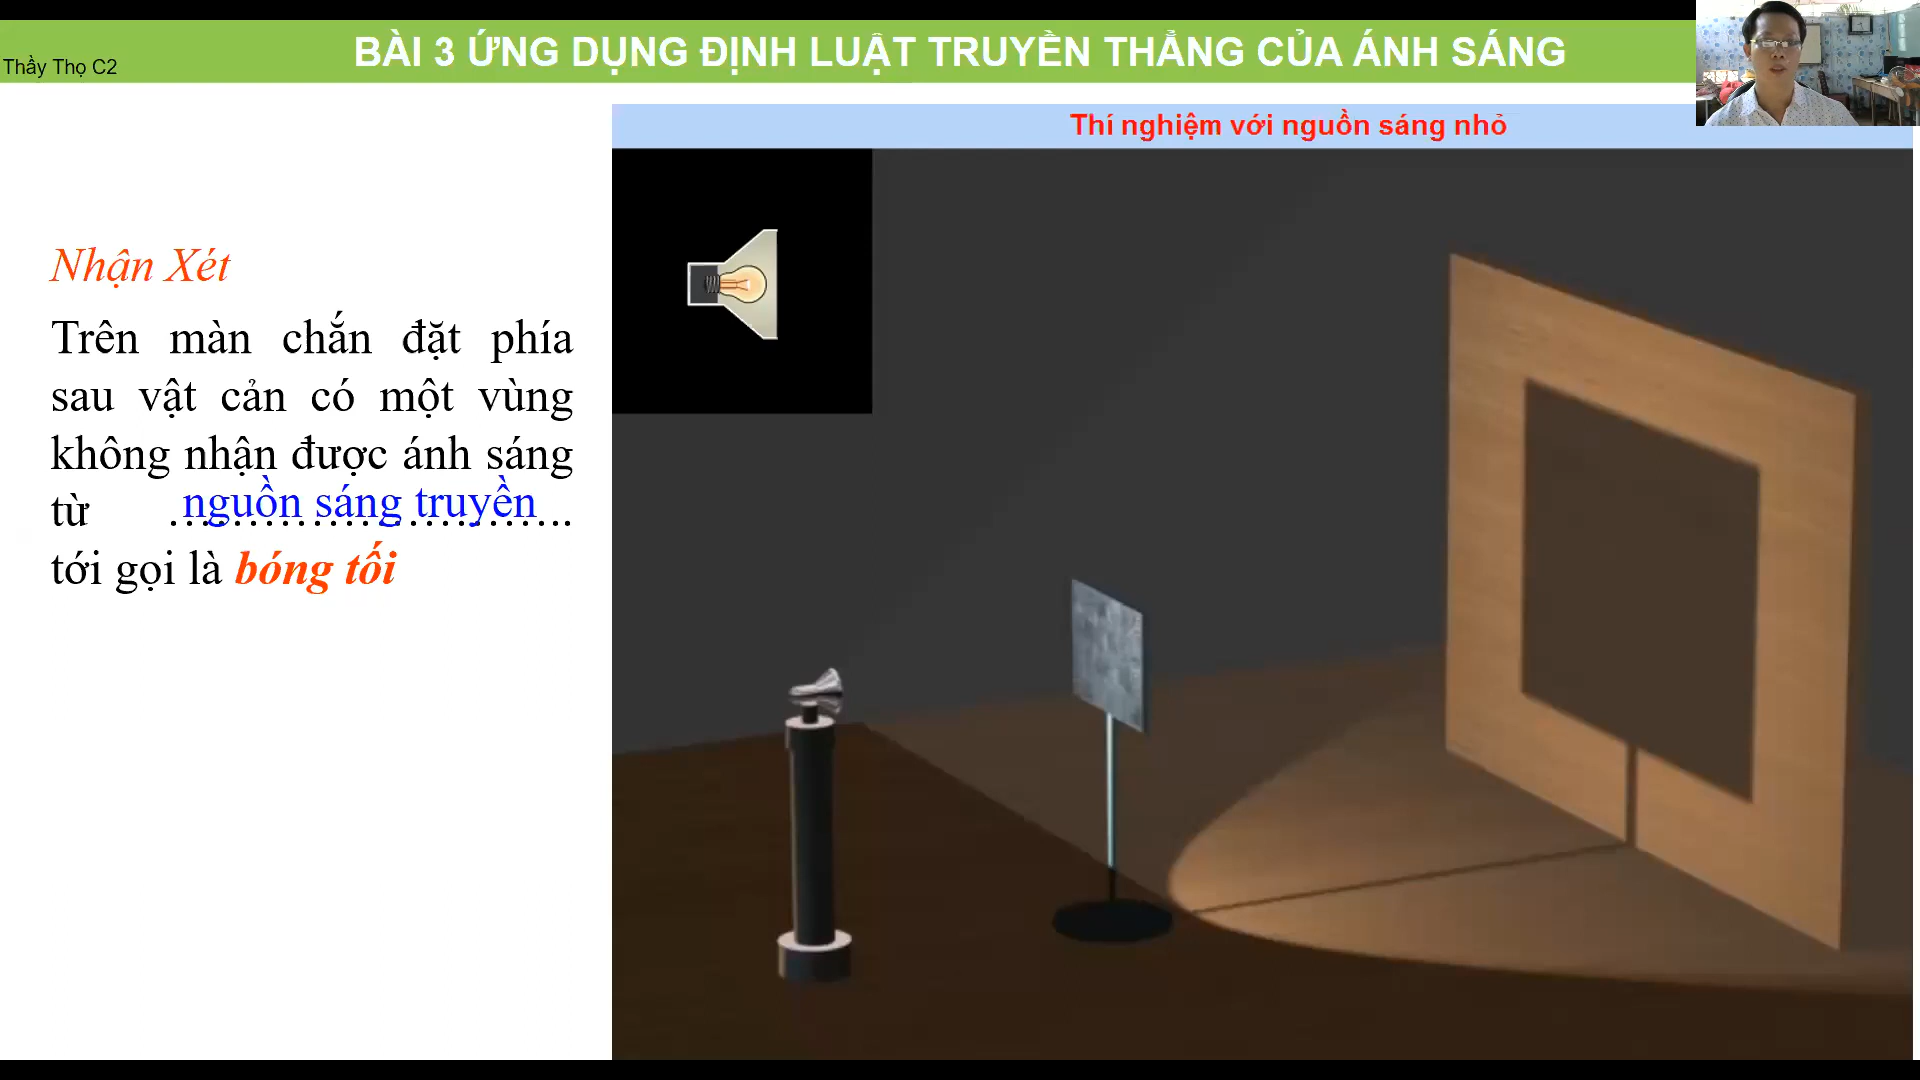 BÀI 3 ỨNG DỤNG ĐỊNH LUẬT TRUYỀN THẲNG CỦA ÁNH SÁNG
Thầy Thọ C2
Thí nghiệm với nguồn sáng nhỏ
Nhận Xét
Trên màn chắn đặt phía
sau vật cản có một vùng
không nhận được ánh sáng
từ nguồn sáng truyền
tới gọi là bóng tối